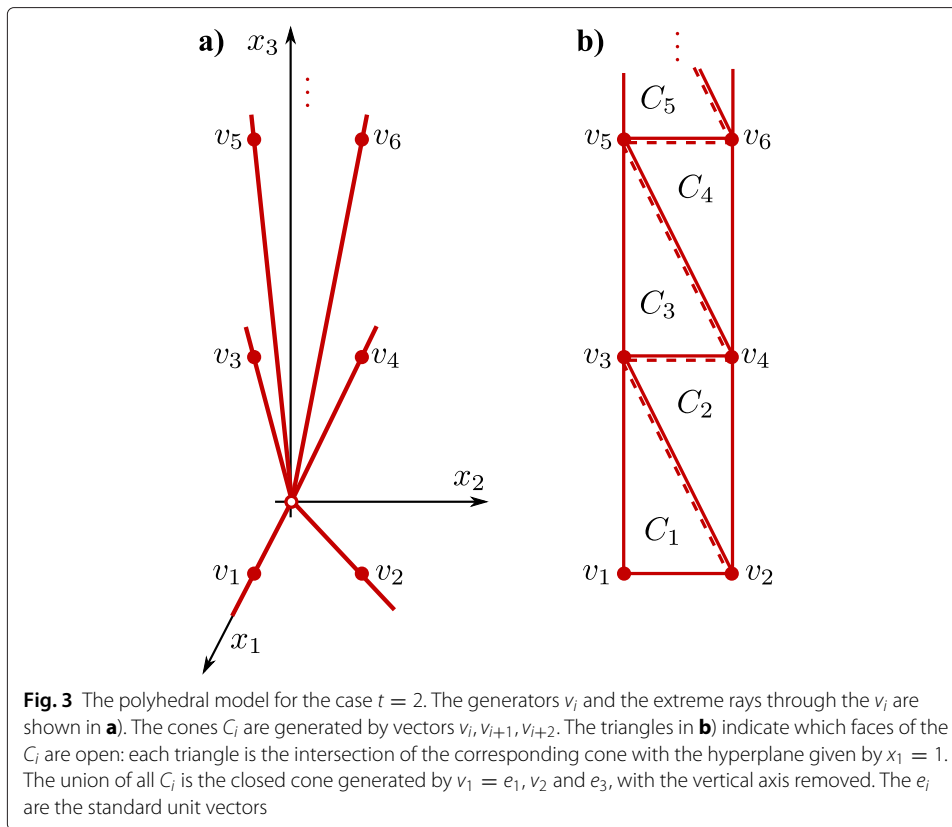 a)
x₃
⋮
v₅
v₆
v₃
v₄
x₂
v₁
v₂
x₁
b)
⋮
C₅
v₅
v₆
C₄
C₃
v₃
v₄
C₂
C₁
v₁
v₂
Fig. 3 The polyhedral model for the case t = 2. The generators vᵢ and the extreme rays through the vᵢ are
shown in a). The cones Cᵢ are generated by vectors vᵢ, vᵢ₊₁, vᵢ₊₂. The triangles in b) indicate which faces of the
Cᵢ are open: each triangle is the intersection of the corresponding cone with the hyperplane given by x₁ = 1.
The union of all Cᵢ is the closed cone generated by v₁ = e₁, v₂ and e₃, with the vertical axis removed. The eᵢ
are the standard unit vectors